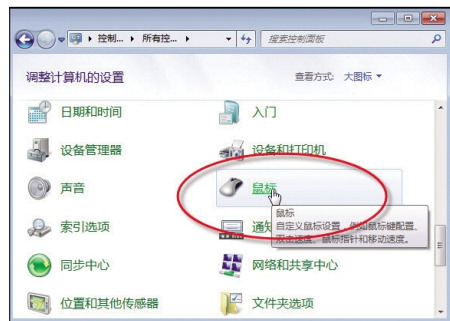 控制... 所有控... 搜索控制面板
调整计算机的设置 查看方式: 大图标
日期和时间 入门
设备管理器 设备和打印机
声音 鼠标
索引选项 通知
鼠标
自定义鼠标设置，例如鼠标键配置、
双击速度、鼠标指针和移动速度。
同步中心 网络和共享中心
位置和其他传感器 文件夹选项